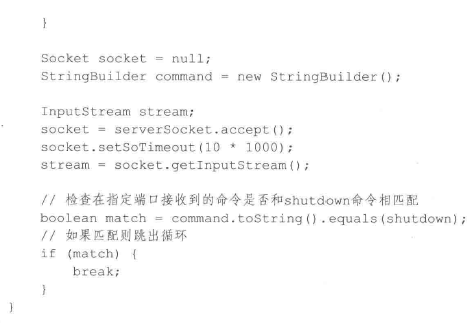 }
Socket socket = null;
StringBuilder command = new StringBuilder();
InputStream stream;
socket = serverSocket.accept();
socket.setSoTimeout(10 * 1000);
stream = socket.getInputStream();
// 检查在指定端口接收到的命令是否和shutdown命令相匹配
boolean match = command.toString().equals(shutdown);
// 如果匹配则跳出循环
if (match) {
break;
}
}